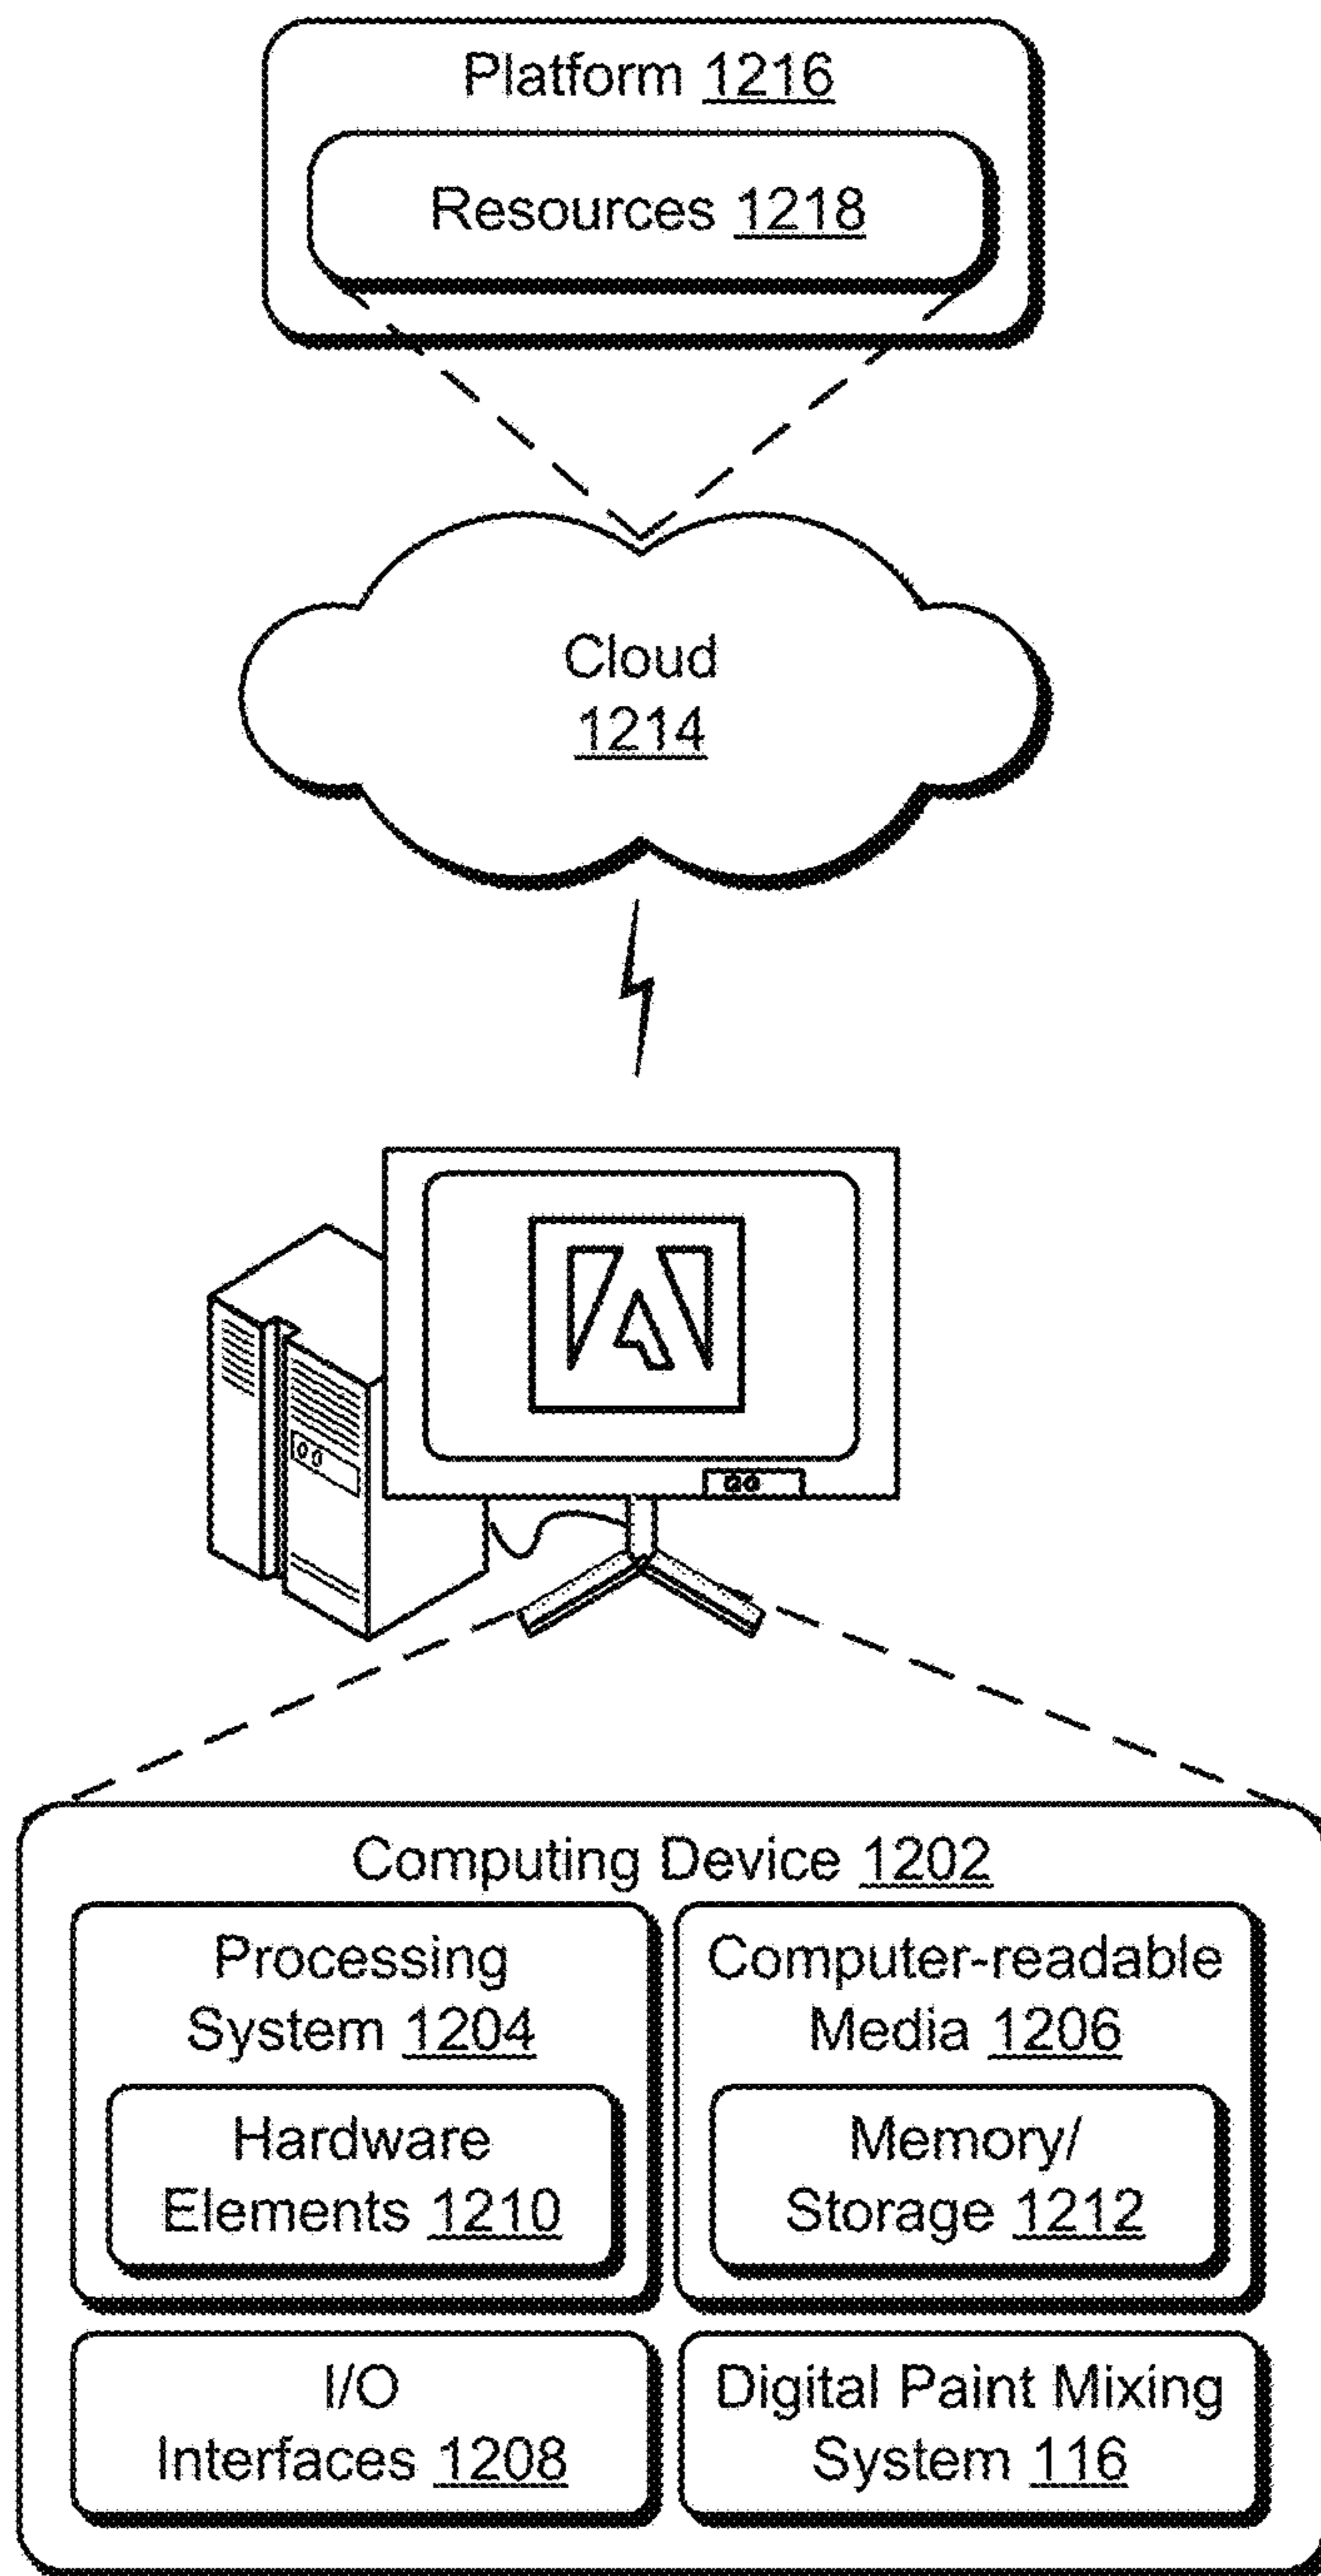 Platform 1216
Resources 1218
Cloud
1214
Computing Device 1202
Processing
System 1204
Hardware
Elements 1210
Computer-readable
Media 1206
Memory/
Storage 1212
I/O
Interfaces 1208
Digital Paint Mixing
System 116